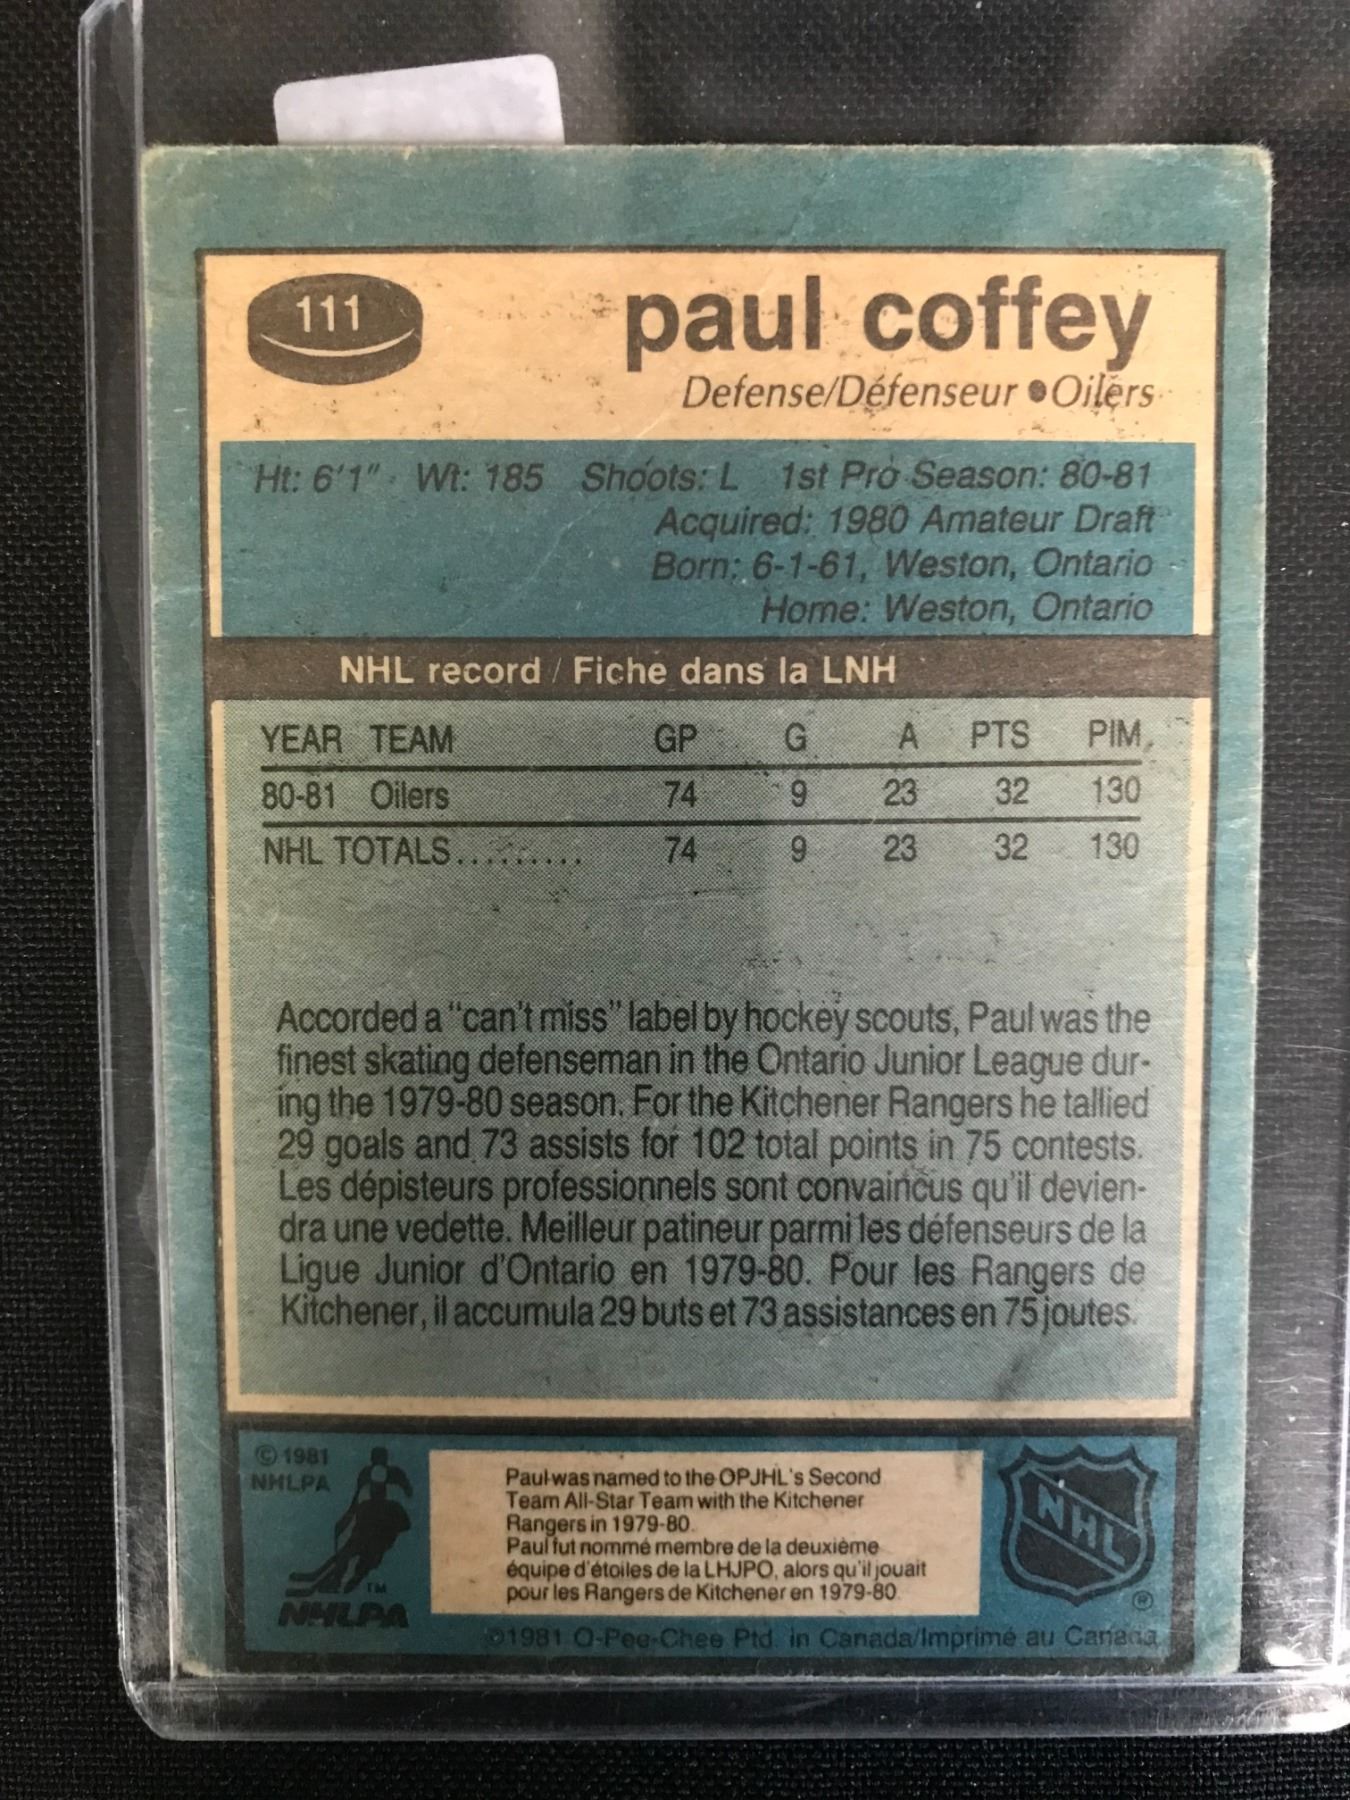 111
paul coffey
Defense/Défenseur ●Oilers
Ht: 6'1" Wt: 185 Shoots: L 1st Pro Season: 80-81
Acquired: 1980 Amateur Draft
Born: 6-1-61, Weston, Ontario
Home: Weston, Ontario
NHL record / Fiche dans la LNH
YEAR TEAM GP G A PTS PIM
80-81 Oilers 74 9 23 32 130
NHL TOTALS.......... 74 9 23 32 130
Accorded a "can't miss" label by hockey scouts, Paul was the
finest skating defenseman in the Ontario Junior League dur-
ing the 1979-80 season. For the Kitchener Rangers he tallied
29 goals and 73 assists for 102 total points in 75 contests.
Les dépisteurs professionnels sont convaincus qu'il devien-
dra une vedette. Meilleur patineur parmi les défenseurs de la
Ligue Junior d'Ontario en 1979-80. Pour les Rangers de
Kitchener, il accumula 29 buts et 73 assistances en 75 joutes.
© 1981
NHLPA
TM
NHLPA
Paul was named to the OPJHL's Second
Team All-Star Team with the Kitchener
Rangers in 1979-80.
Paul fut nommé membre de la deuxième
équipe d'étoiles de la LHJPO, alors qu'il jouait
pour les Rangers de Kitchener en 1979-80.
NHL
®
©1981 O-Pee-Chee Ptd. in Canada/Imprimé au Canada